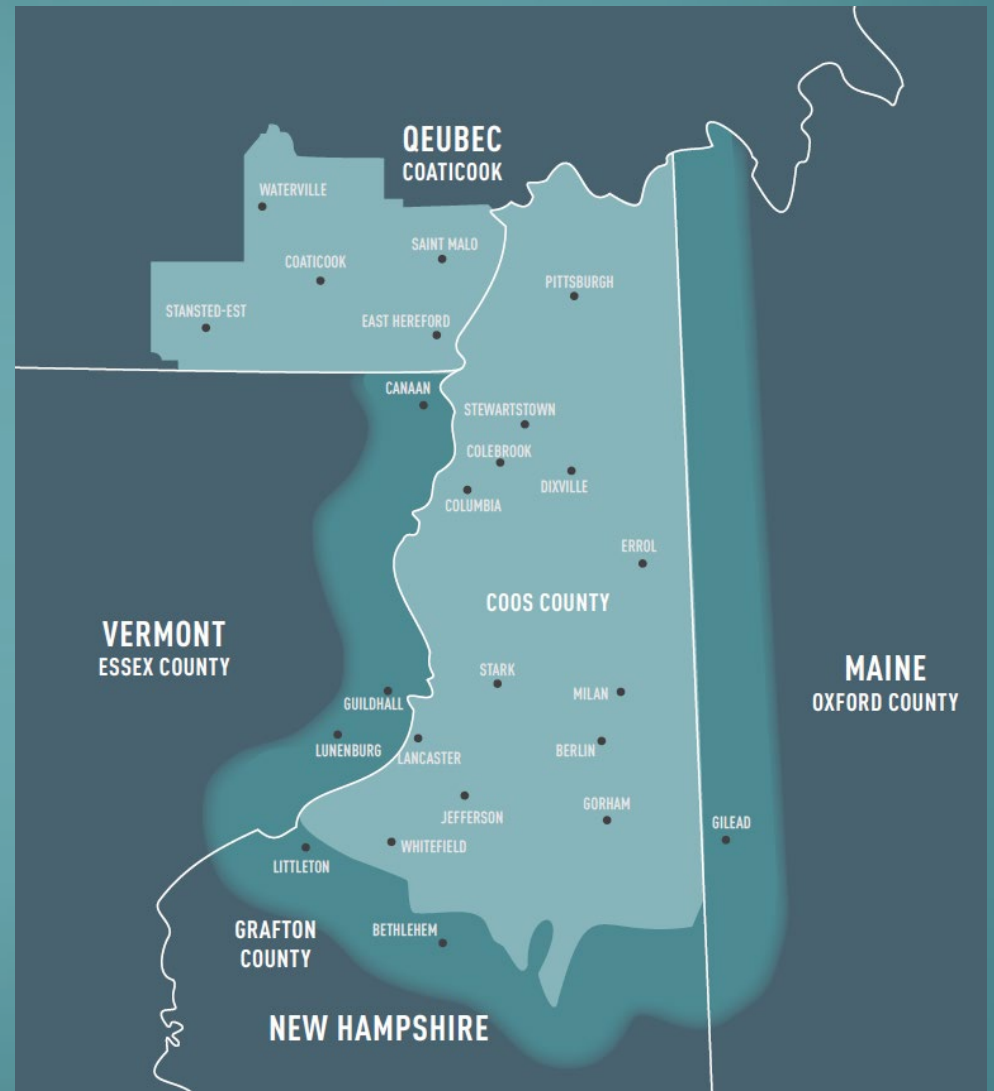 QEUBEC
COATICOOK
WATERVILLE
SAINT MALO
COATICOOK
PITTSBURGH
STANSTED-EST
EAST HEREFORD
CANAAN
STEWARTSTOWN
COLEBROOK
DIXVILLE
COLUMBIA
ERROL
COOS COUNTY
VERMONT
ESSEX COUNTY
MAINE
OXFORD COUNTY
STARK
MILAN
GUILDHALL
LUNENBURG
LANCASTER
BERLIN
JEFFERSON
GORHAM
GILEAD
WHITEFIELD
LITTLETON
GRAFTON
COUNTY
BETHLEHEM
NEW HAMPSHIRE